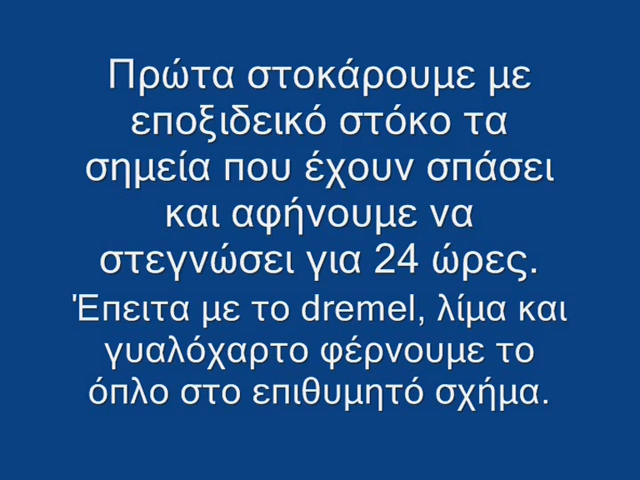 Πρώτα στοκάρουμε με
εποξιδεικό στόκο τα
σημεία που έχουν σπάσει
και αφήνουμε να
στεγνώσει για 24 ώρες.
Έπειτα με το dremel, λίμα και
γυαλόχαρτο φέρνουμε το
όπλο στο επιθυμητό σχήμα.